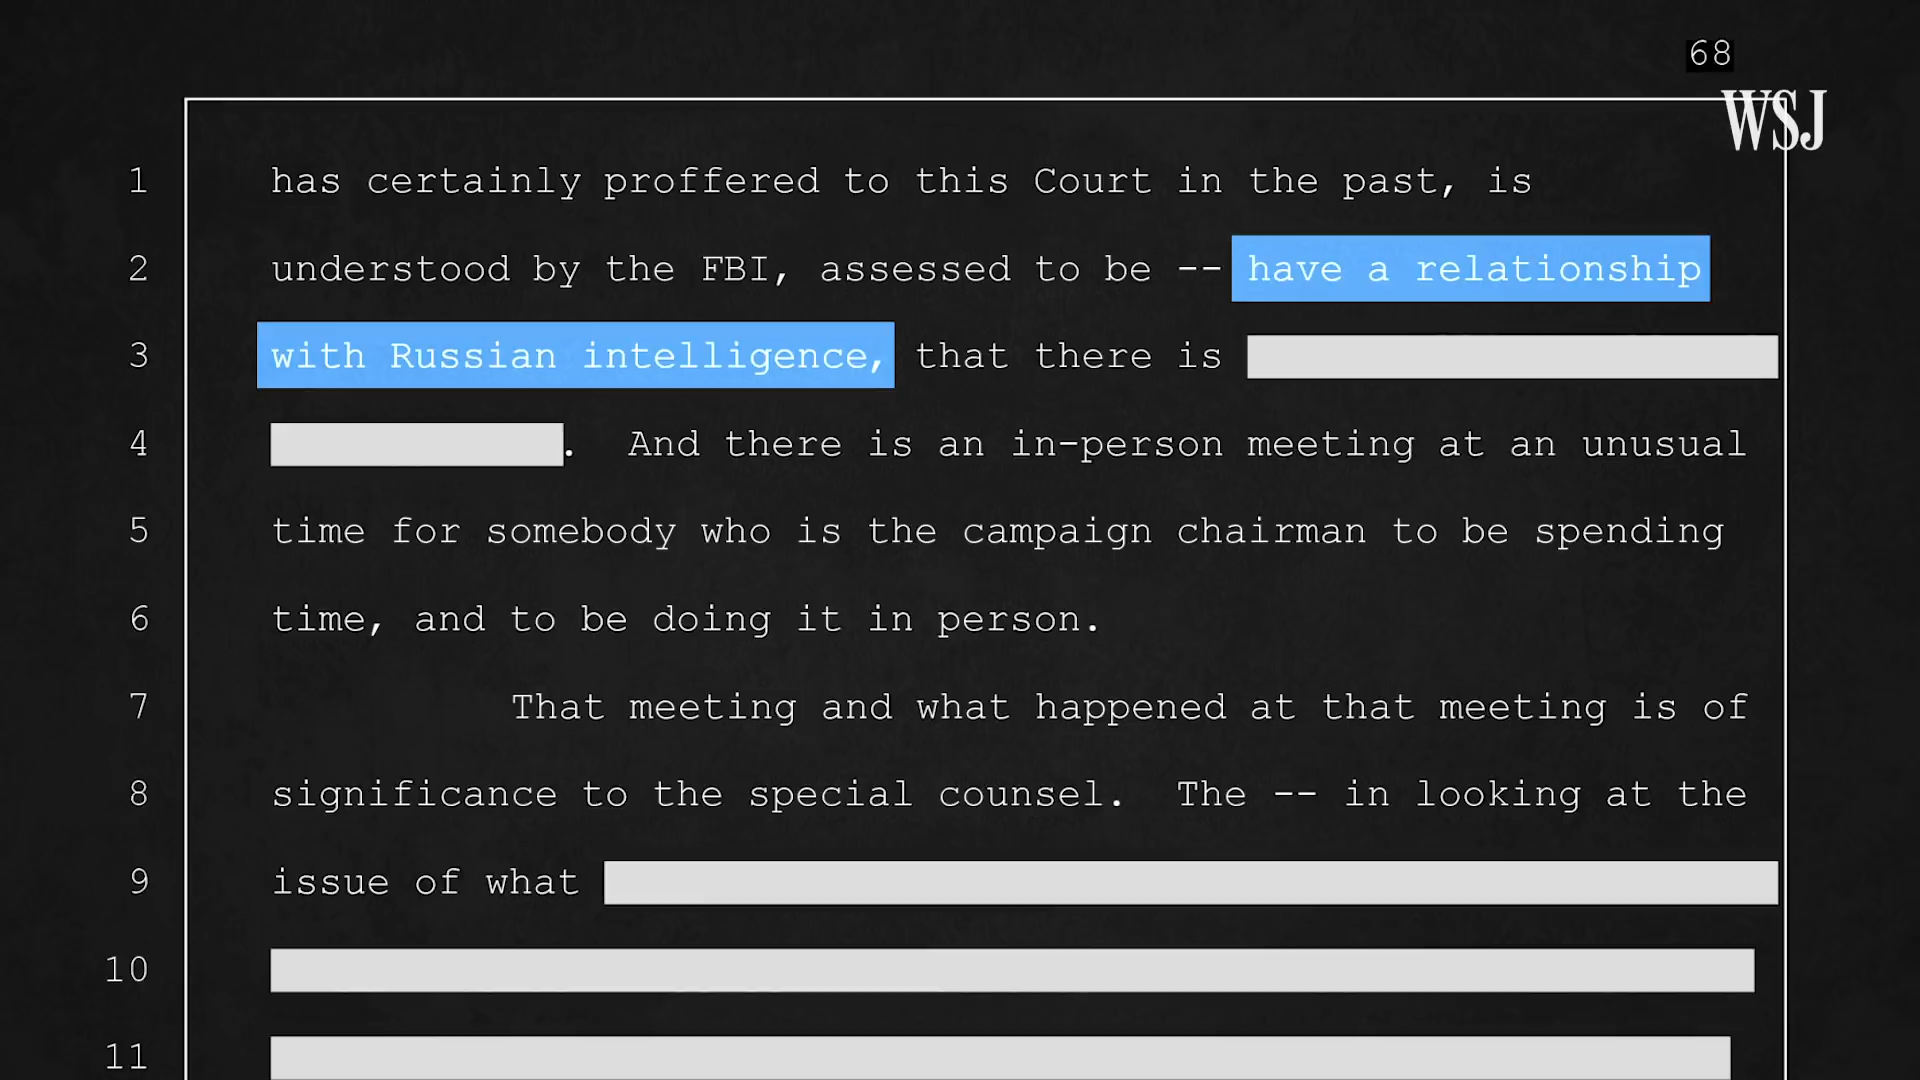 68
WSJ
1 has certainly proffered to this Court in the past, is
2 understood by the FBI, assessed to be -- have a relationship
3 with Russian intelligence, that there is
4 . And there is an in-person meeting at an unusual
5 time for somebody who is the campaign chairman to be spending
6 time, and to be doing it in person.
7 That meeting and what happened at that meeting is of
8 significance to the special counsel. The -- in looking at the
9 issue of what
10
11